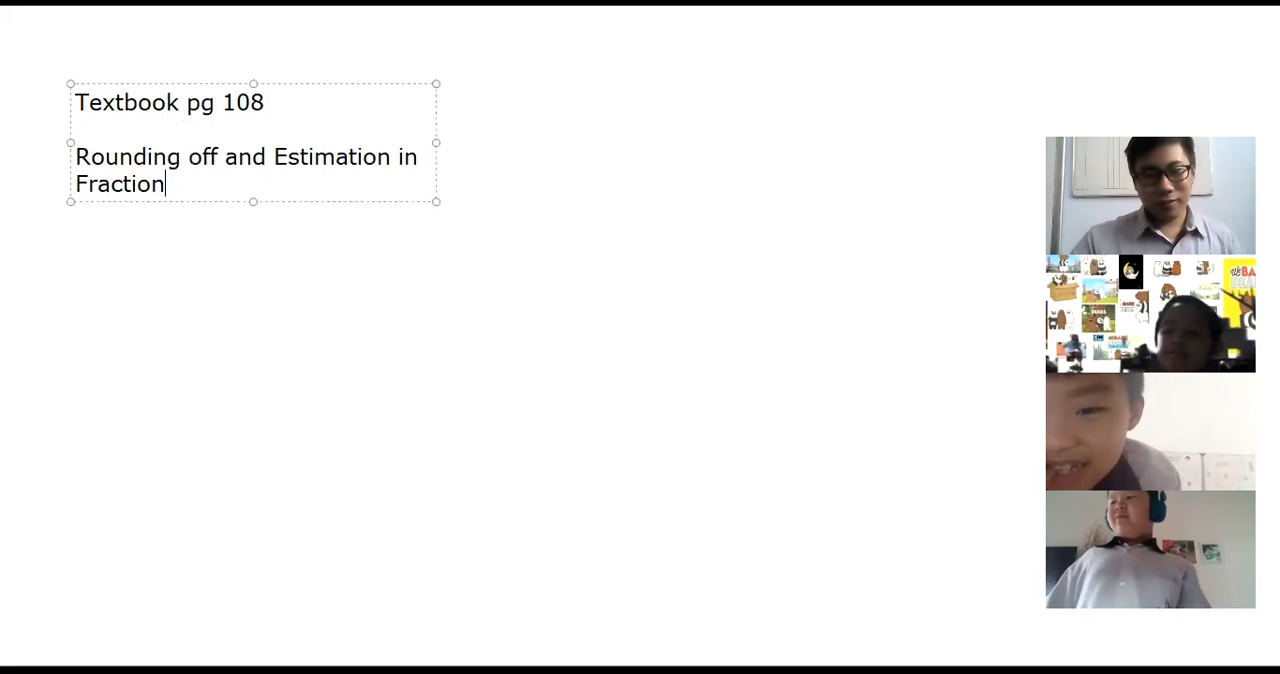 Textbook pg 108
Rounding off and Estimation in
Fraction